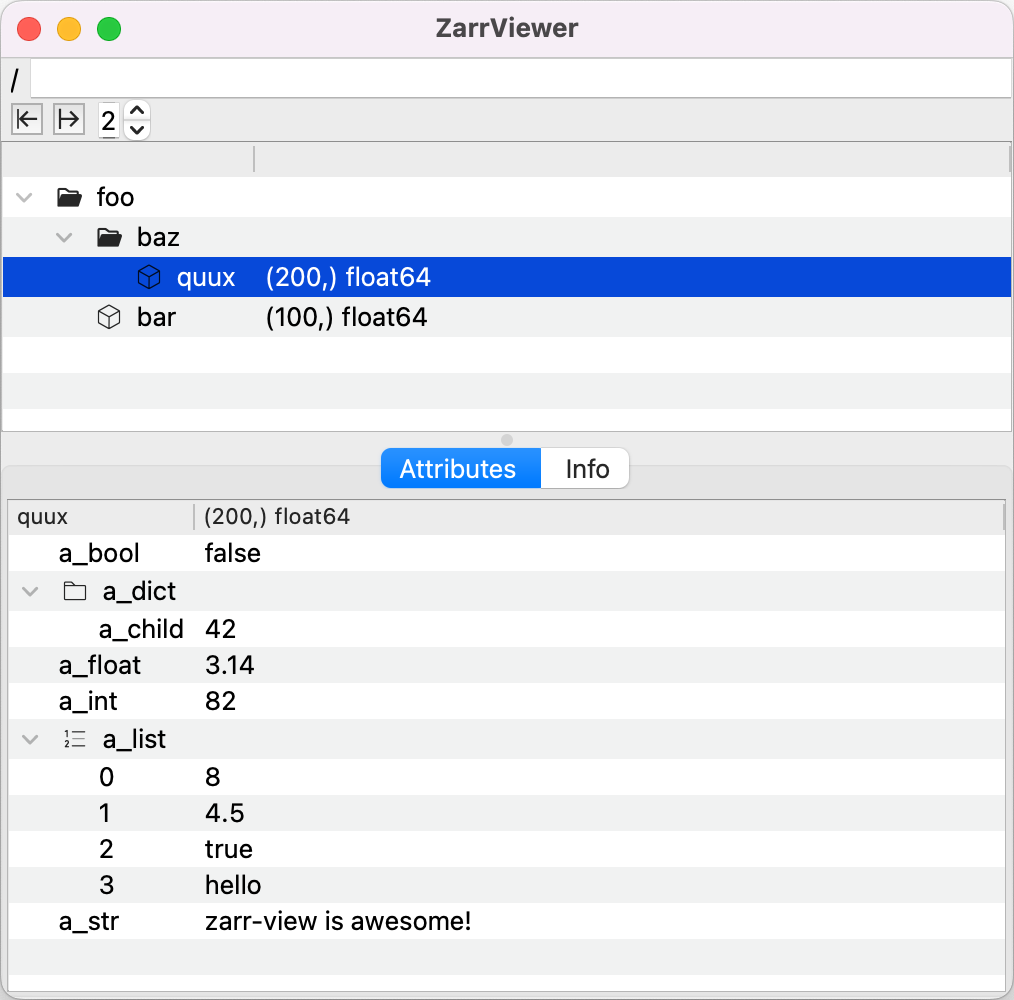 ZarrViewer
/
2
foo
baz
quux (200,) float64
bar (100,) float64
Attributes Info
quux (200,) float64
a_bool false
a_dict
a_child 42
a_float 3.14
a_int 82
a_list
0 8
1 4.5
2 true
3 hello
a_str zarr-view is awesome!